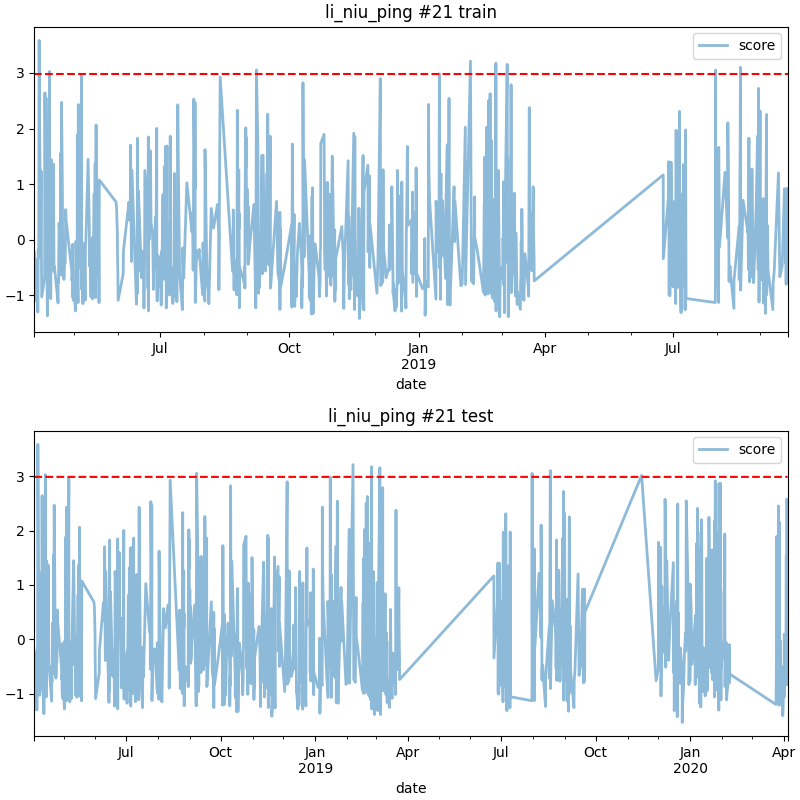 li_niu_ping #21 train
score
3
2
1
0
−1
Jul
Oct
Jan
2019
Apr
Jul
date
li_niu_ping #21 test
score
3
2
1
0
−1
Jul
Oct
Jan
2019
Apr
Jul
Oct
Jan
2020
Apr
date